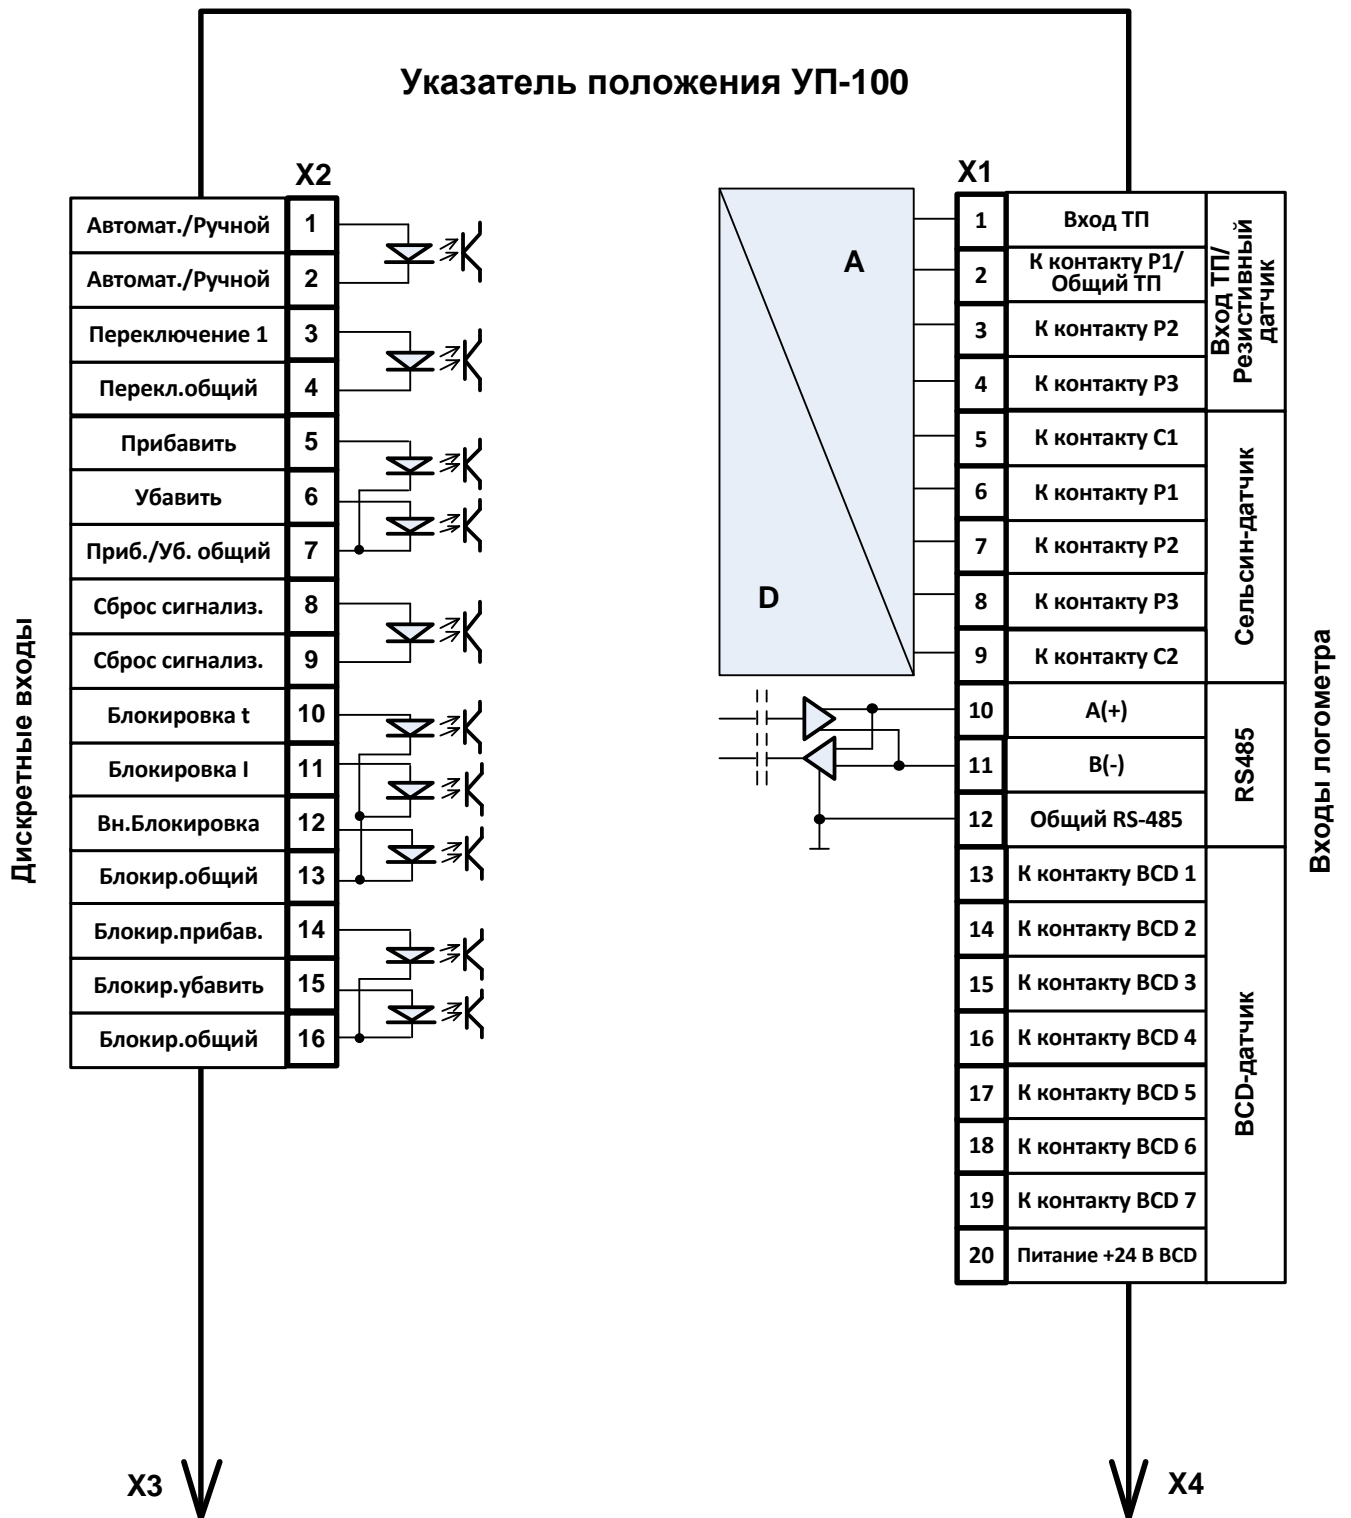 Указатель положения УП-100
X2
Автомат./Ручной 1
Автомат./Ручной 2
Переключение 1 3
Перекл.общий 4
Прибавить 5
Убавить 6
Приб./Уб. общий 7
Сброс сигнализ. 8
Сброс сигнализ. 9
Блокировка t 10
Блокировка I 11
Вн.Блокировка 12
Блокир.общий 13
Блокир.прибав. 14
Блокир.убавить 15
Блокир.общий 16
Дискретные входы
X3
A
D
X1
1 Вход ТП
2 К контакту P1/
Общий ТП
3 К контакту P2
4 К контакту P3
Вход ТП/
Резистивный
датчик
5 К контакту С1
6 К контакту P1
7 К контакту P2
8 К контакту P3
9 К контакту С2
Сельсин-датчик
10 A(+)
11 B(-)
12 Общий RS-485
RS485
13 К контакту BCD 1
14 К контакту BCD 2
15 К контакту BCD 3
16 К контакту BCD 4
17 К контакту BCD 5
18 К контакту BCD 6
19 К контакту BCD 7
20 Питание +24 В BCD
BCD-датчик
Входы логометра
X4